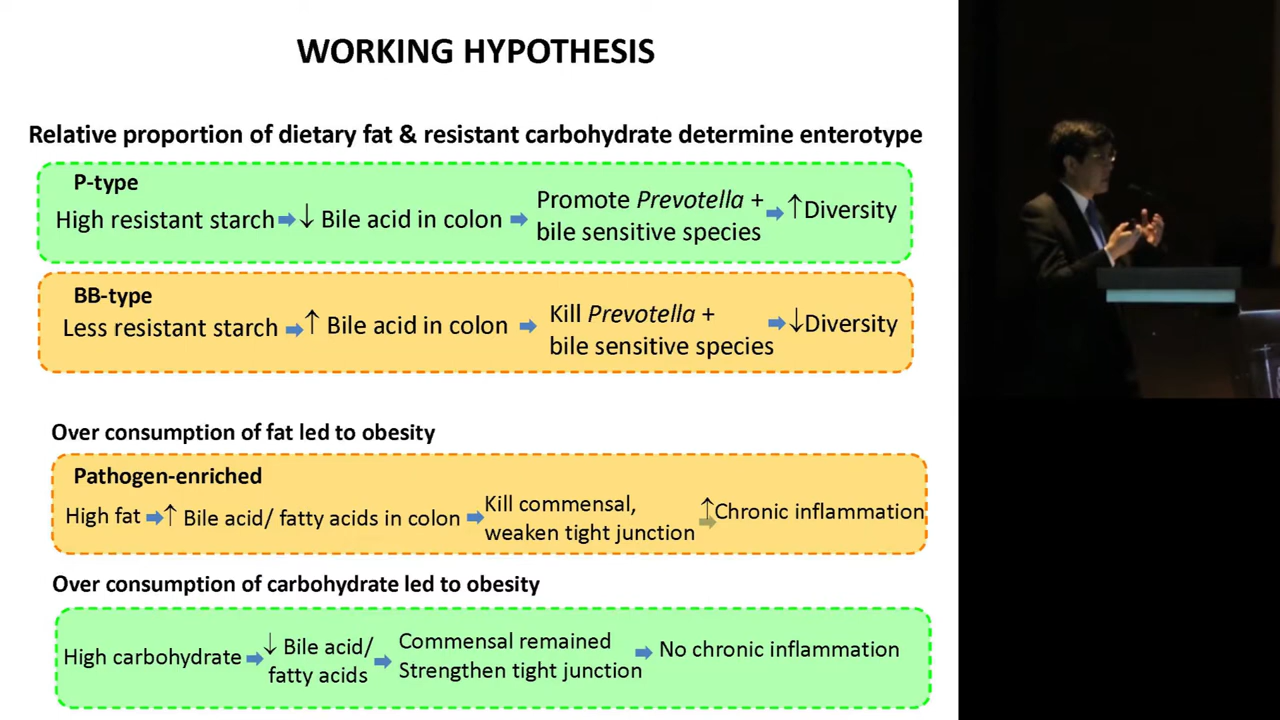 WORKING HYPOTHESIS
Relative proportion of dietary fat & resistant carbohydrate determine enterotype
P-type
High resistant starch → ↓ Bile acid in colon → Promote Prevotella + bile sensitive species → ↑ Diversity
BB-type
Less resistant starch → ↑ Bile acid in colon → Kill Prevotella + bile sensitive species → ↓ Diversity
Over consumption of fat led to obesity
Pathogen-enriched
High fat → ↑ Bile acid/ fatty acids in colon → Kill commensal, weaken tight junction → ↑ Chronic inflammation
Over consumption of carbohydrate led to obesity
High carbohydrate → ↓ Bile acid/ fatty acids → Commensal remained Strengthen tight junction → No chronic inflammation